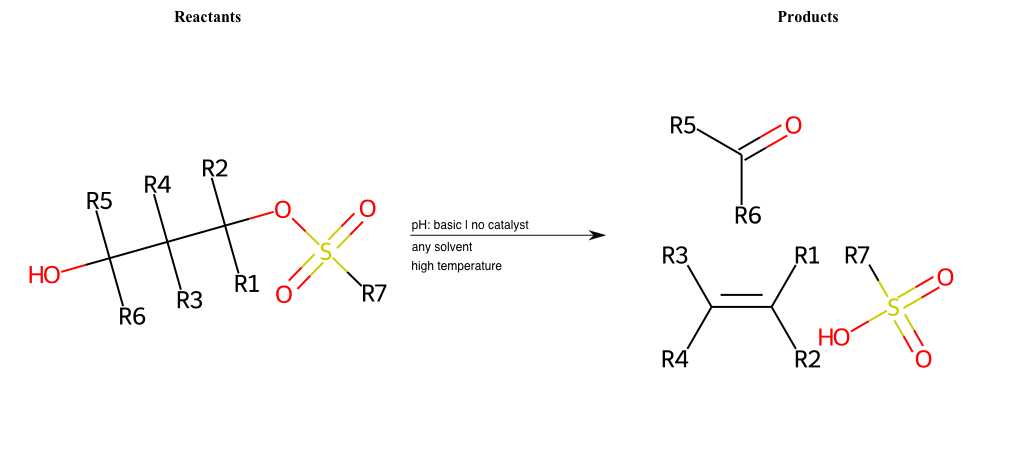 Reactants
Products
R5
R4
R2
O
O
HO
S
R6
R3
R1
O
R7
pH: basic | no catalyst
any solvent
high temperature
R5
O
R6
R3
R1
R4
R2
R7
O
S
HO
O